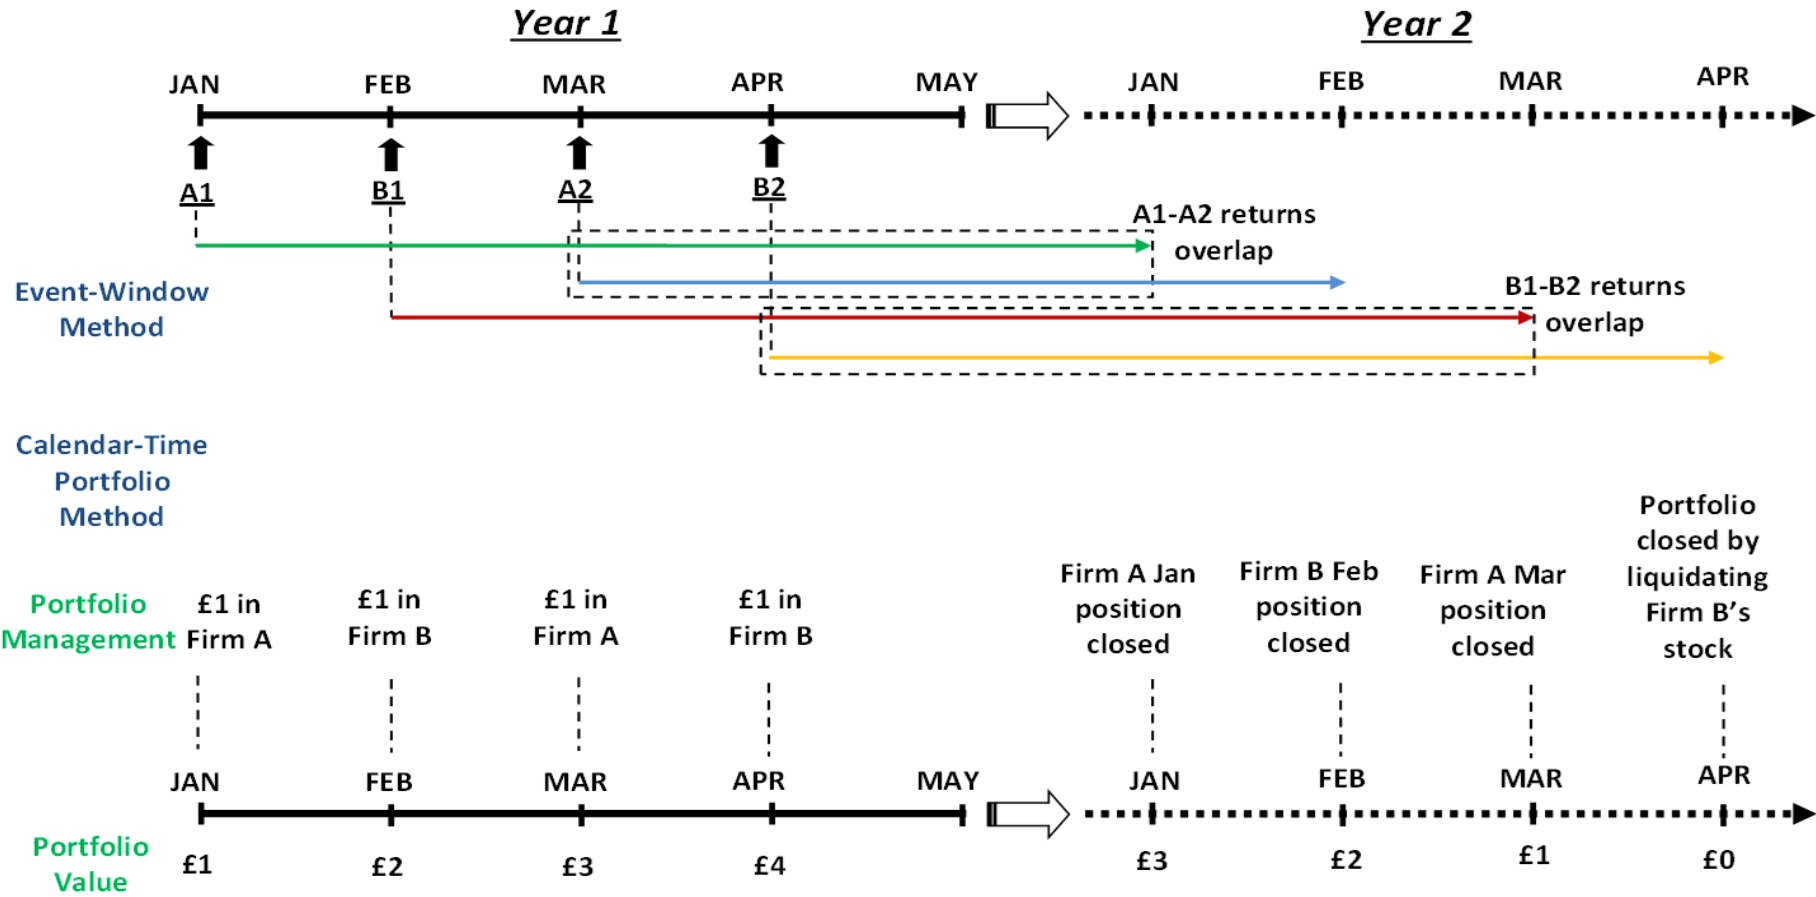 Year 1
Year 2
JAN FEB MAR APR MAY JAN FEB MAR APR
A1 B1 A2 B2
A1-A2 returns
overlap
Event-Window
Method
B1-B2 returns
overlap
Calendar-Time
Portfolio
Method
Portfolio
Management
£1 in
Firm A
£1 in
Firm B
£1 in
Firm A
£1 in
Firm B
Firm A Jan
position
closed
Firm B Feb
position
closed
Firm A Mar
position
closed
Portfolio
closed by
liquidating
Firm B’s
stock
JAN FEB MAR APR MAY JAN FEB MAR APR
Portfolio
Value
£1 £2 £3 £4 £3 £2 £1 £0